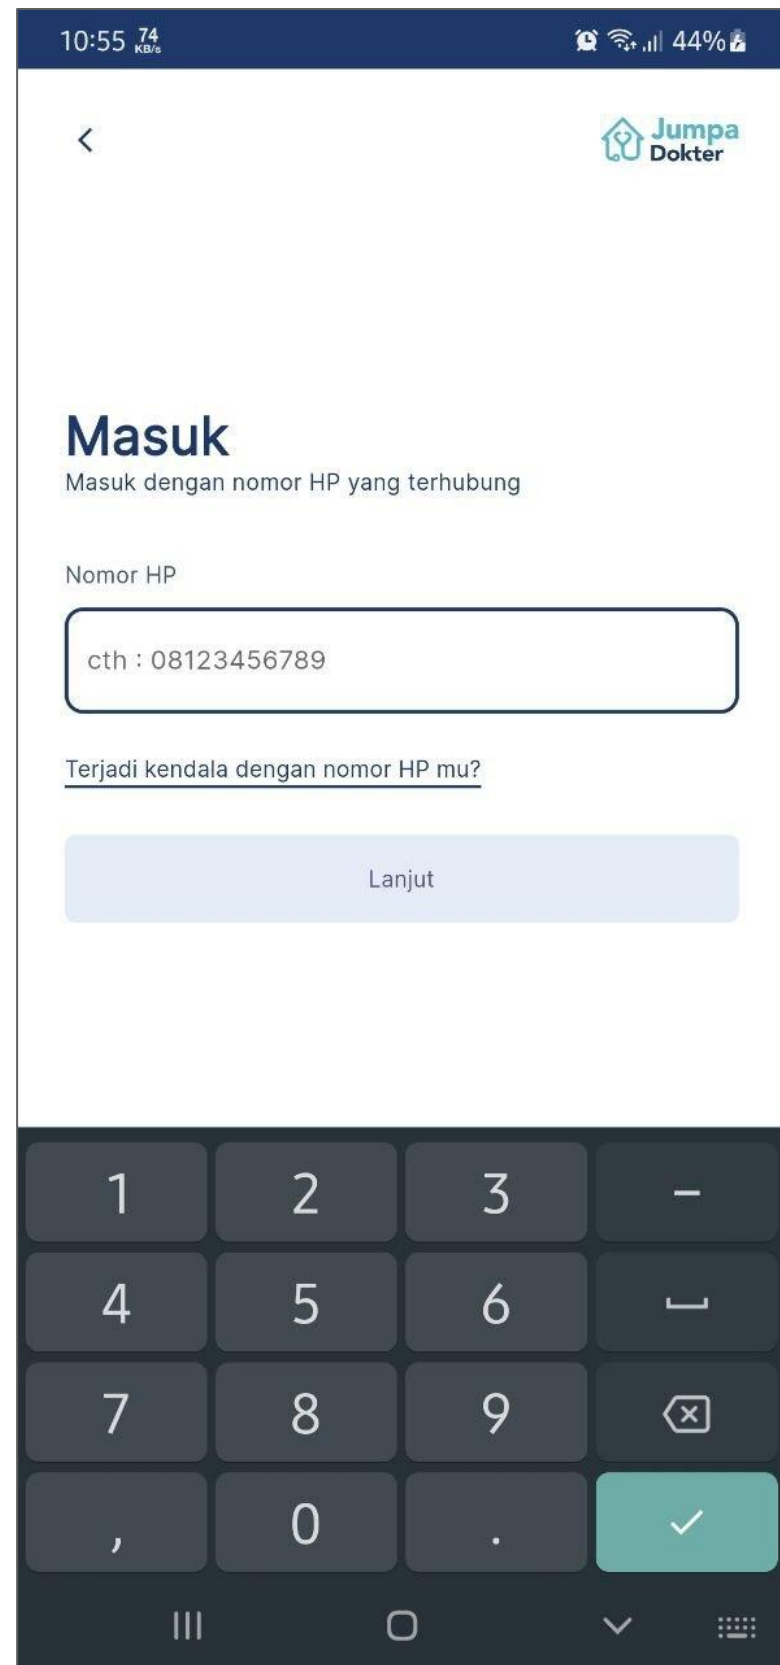 10:55 74 KB/s 44%
Jumpa
Dokter
Masuk
Masuk dengan nomor HP yang terhubung
Nomor HP
cth : 08123456789
Terjadi kendala dengan nomor HP mu?
Lanjut
1 2 3 -
4 5 6
7 8 9
, 0 .